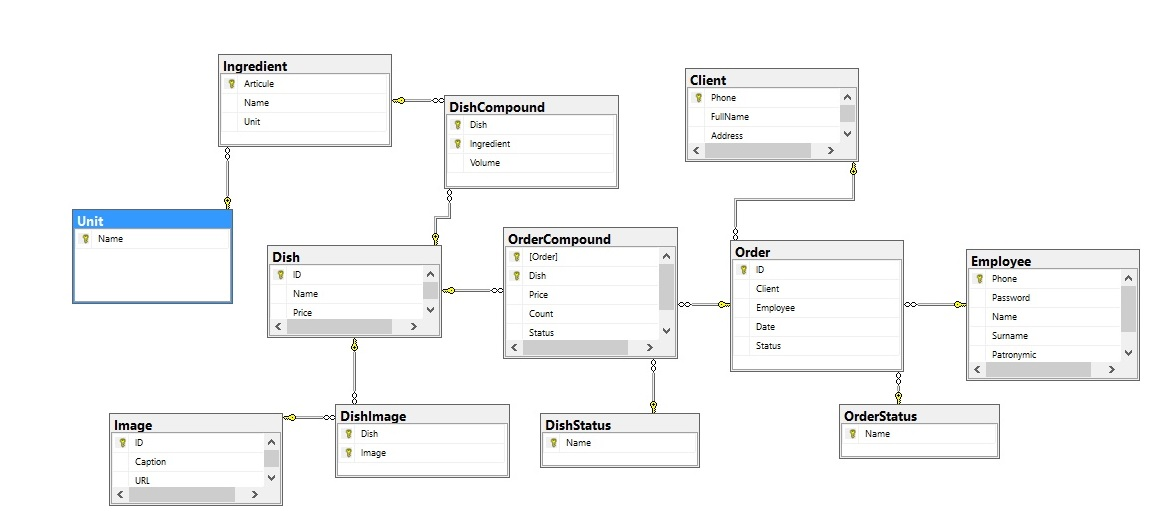 Ingredient
Articule
Name
Unit
DishCompound
Dish
Ingredient
Volume
Client
Phone
FullName
Address
Unit
Name
Dish
ID
Name
Price
OrderCompound
[Order]
Dish
Price
Count
Status
Order
ID
Client
Employee
Date
Status
Employee
Phone
Password
Name
Surname
Patronymic
Image
ID
Caption
URL
DishImage
Dish
Image
DishStatus
Name
OrderStatus
Name